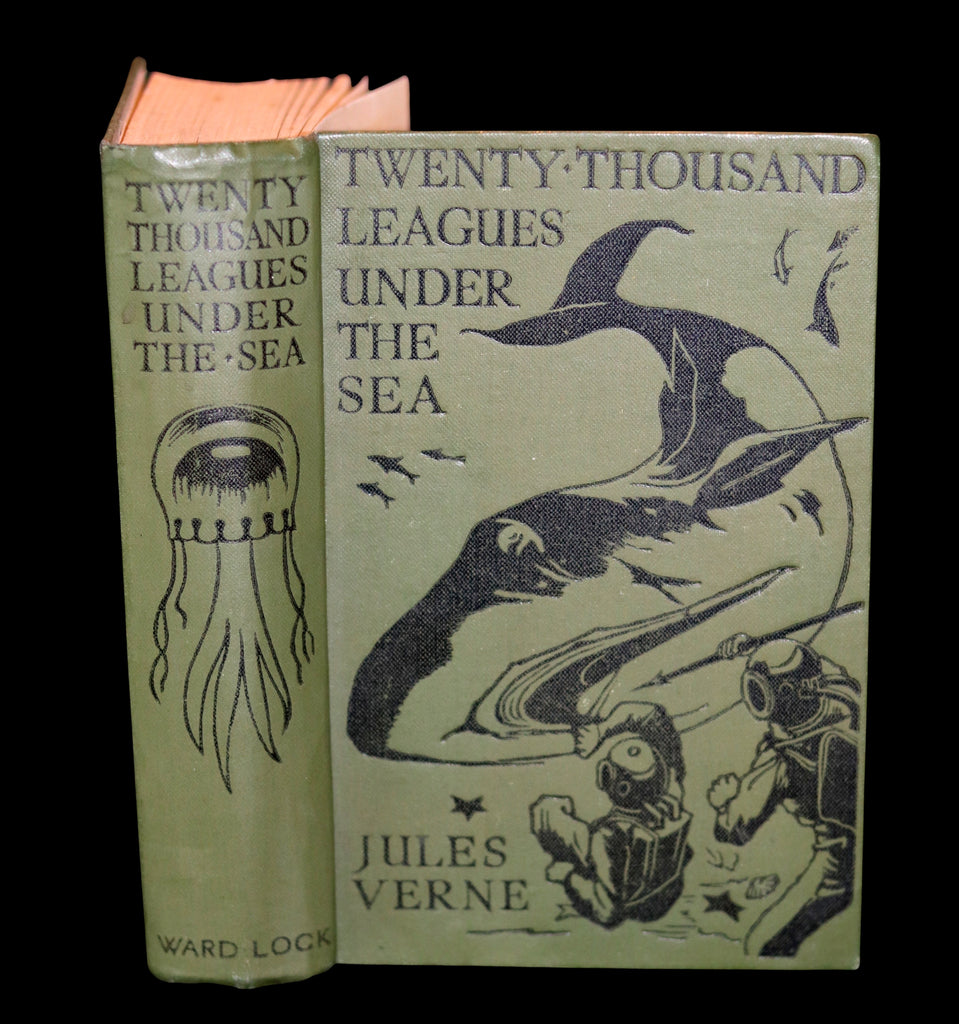 TWENTY
THOUSAND
LEAGUES
UNDER
THE·SEA
WARD LOCK
TWENTY·THOUSAND
LEAGUES
UNDER
THE
SEA
JULES
VERNE